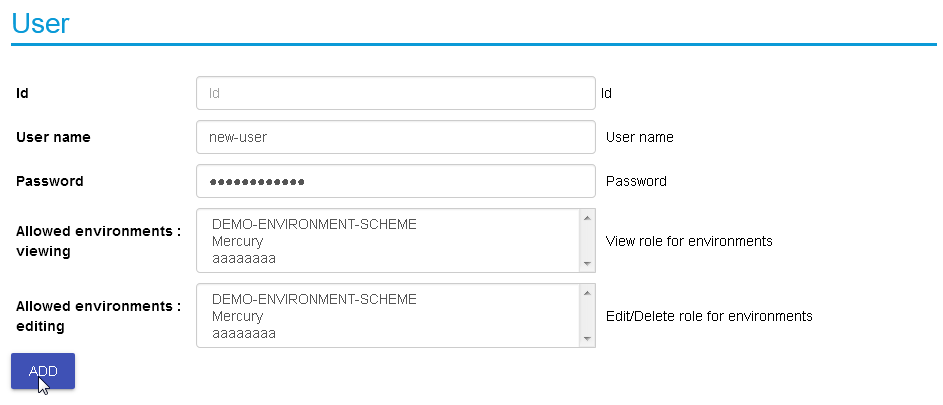 User
Id Id Id
User name new-user User name
Password •••••••••••• Password
Allowed environments :
viewing
DEMO-ENVIRONMENT-SCHEME
Mercury
aaaaaaaa
View role for environments
Allowed environments :
editing
DEMO-ENVIRONMENT-SCHEME
Mercury
aaaaaaaa
Edit/Delete role for environments
ADD